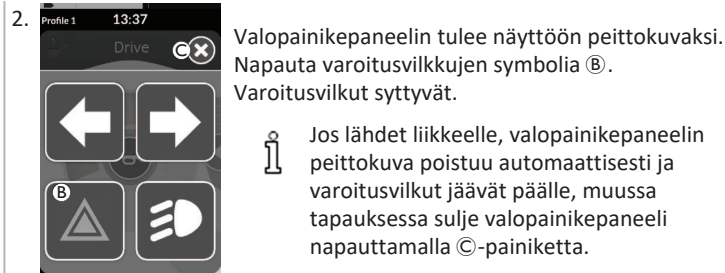 2.
Profile 1 13:37
Drive Ⓒ
Ⓑ
Valopainikepaneelin tulee näyttöön peittokuvaksi.
Napauta varoitusvilkkujen symbolia Ⓑ.
Varoitusvilkut syttyvät.
Jos lähdet liikkeelle, valopainikepaneelin
peittokuva poistuu automaattisesti ja
varoitusvilkut jäävät päälle, muussa
tapauksessa sulje valopainikepaneeli
napauttamalla Ⓒ-painiketta.